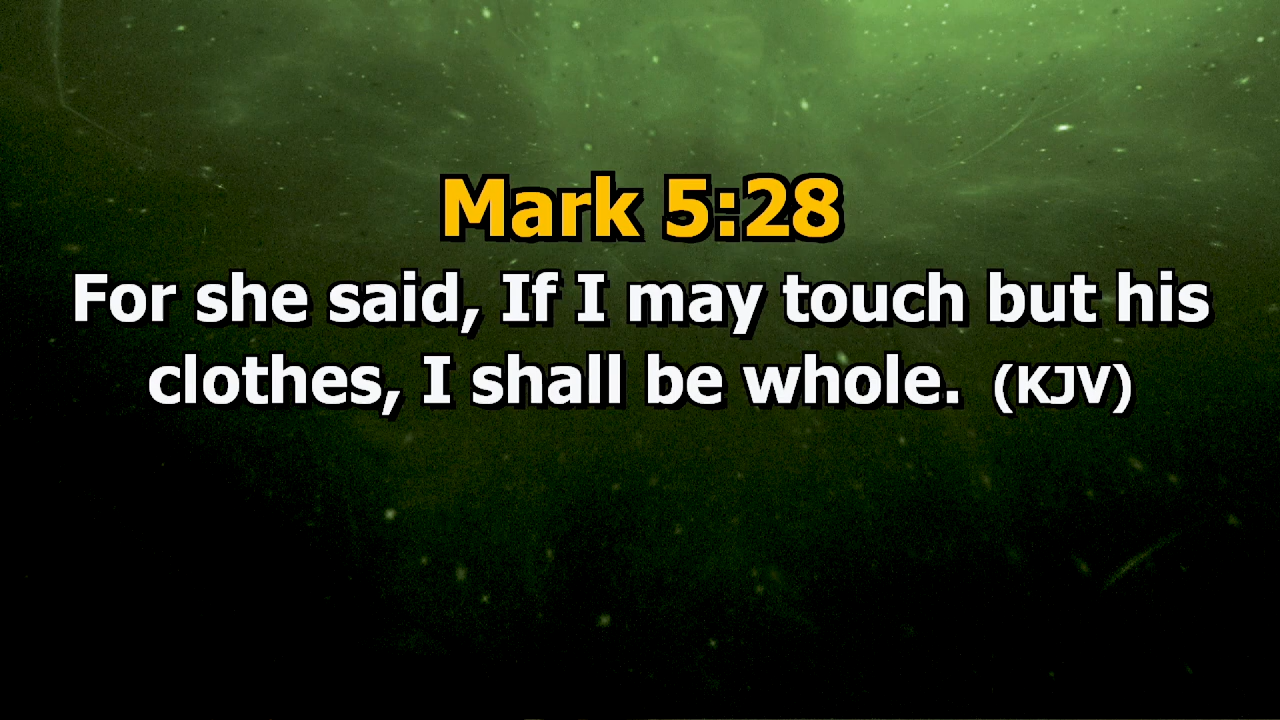 Mark 5:28
For she said, If I may touch but his
clothes, I shall be whole. (KJV)